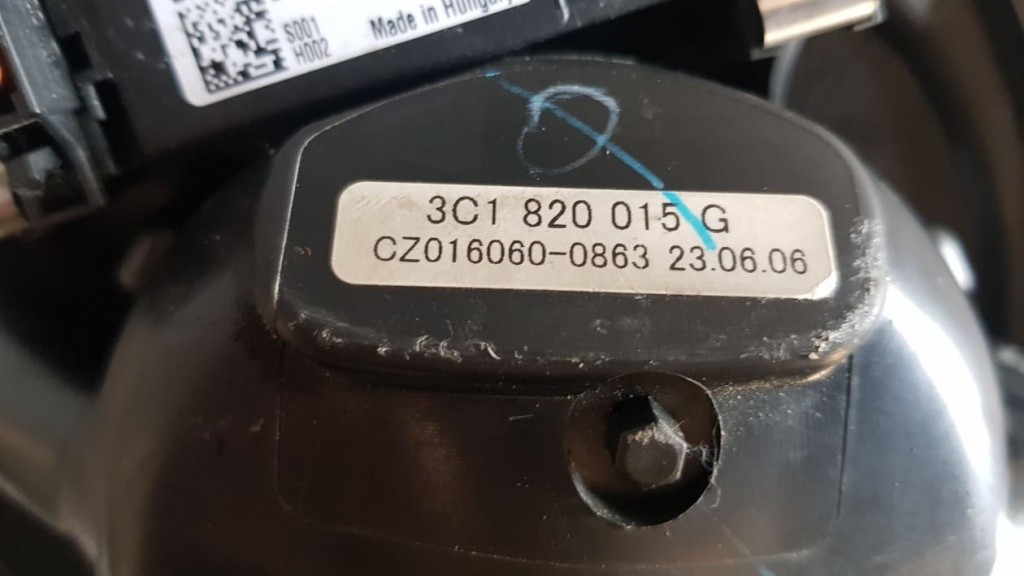 S001
H002
Made in Hungary
3C1 820 015 G
CZ016060-0863 23.06.06